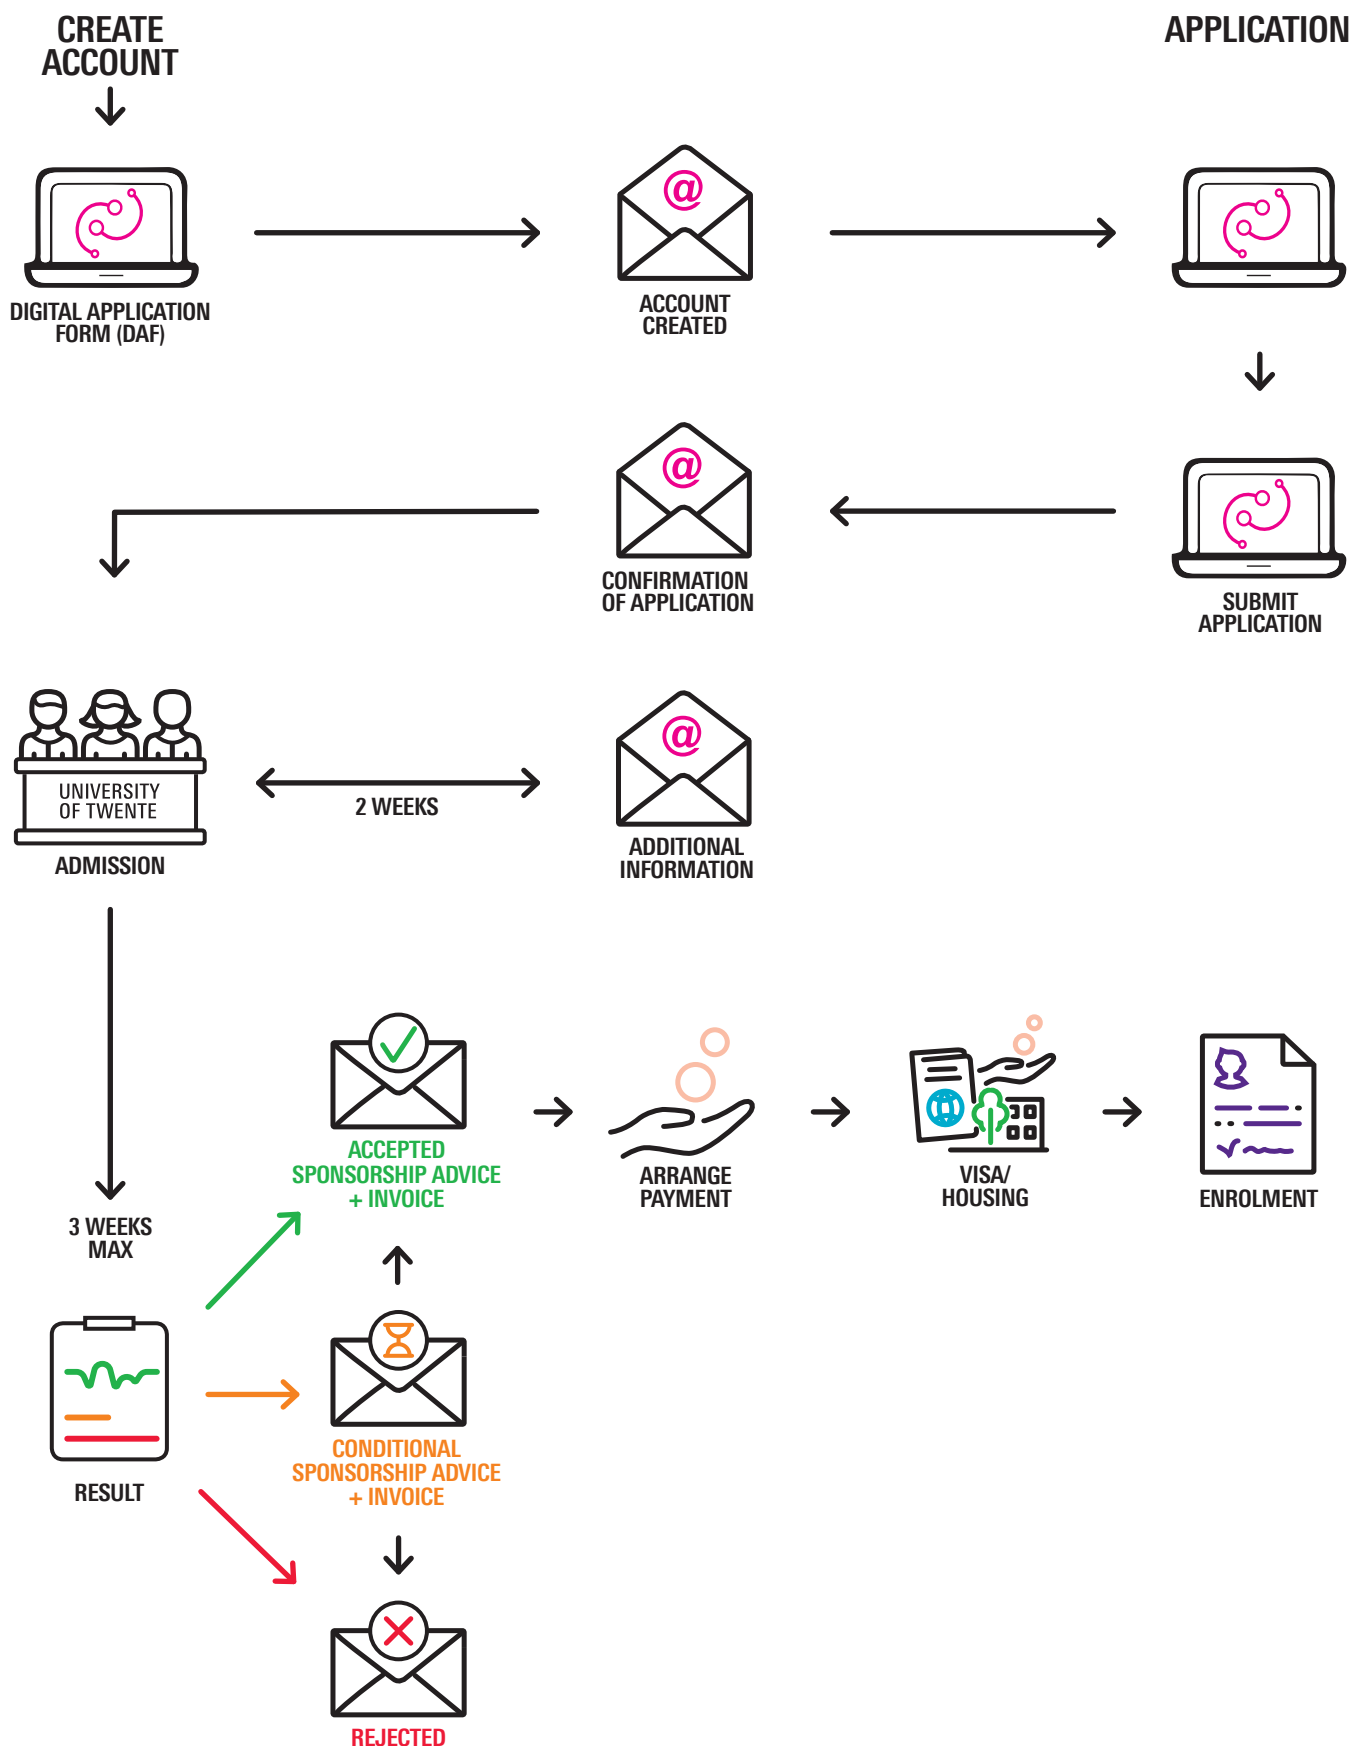 CREATE
ACCOUNT
APPLICATION
@
DIGITAL APPLICATION
FORM (DAF)
ACCOUNT
CREATED
@
CONFIRMATION
OF APPLICATION
SUBMIT
APPLICATION
UNIVERSITY
OF TWENTE
ADMISSION
2 WEEKS
@
ADDITIONAL
INFORMATION
3 WEEKS
MAX
ACCEPTED
SPONSORSHIP ADVICE
+ INVOICE
ARRANGE
PAYMENT
VISA/
HOUSING
ENROLMENT
RESULT
CONDITIONAL
SPONSORSHIP ADVICE
+ INVOICE
REJECTED